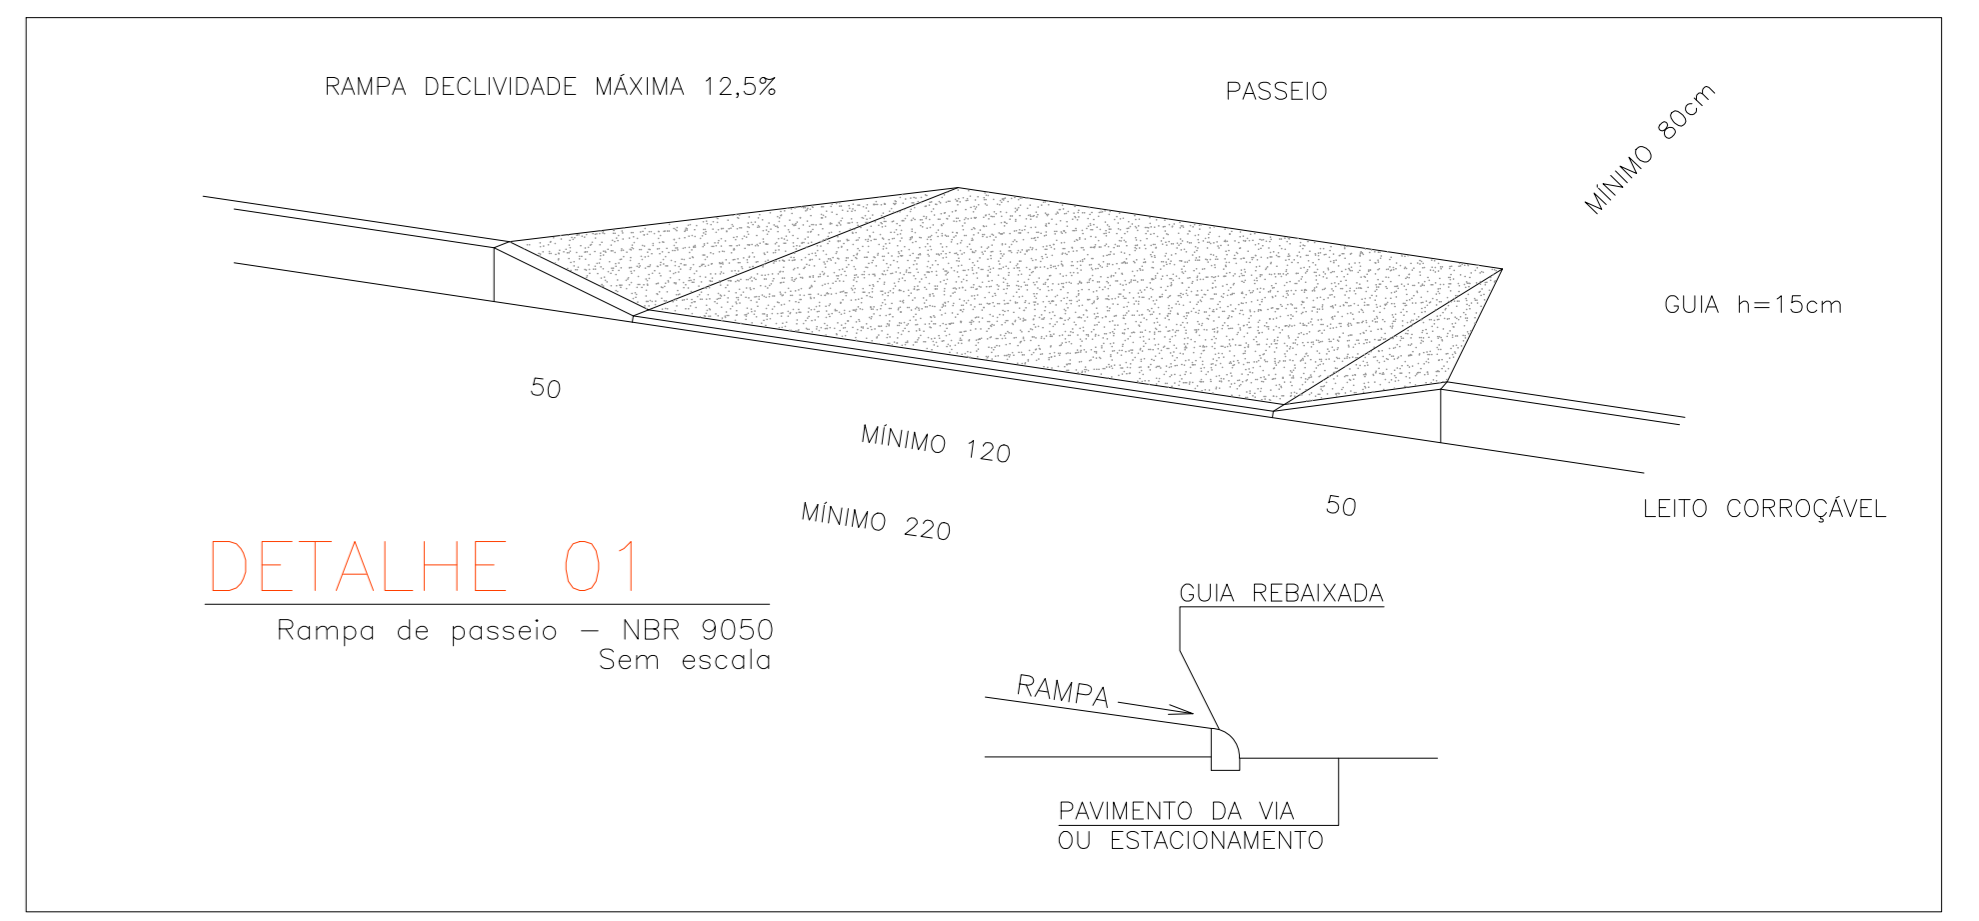 RAMPA DECLIVIDADE MÁXIMA 12,5%
PASSEIO
MÍNIMO 80cm
GUIA h=15cm
50
MÍNIMO 120
MÍNIMO 220
50
LEITO CORROÇÁVEL
DETALHE 01
Rampa de passeio – NBR 9050
Sem escala
GUIA REBAIXADA
RAMPA
PAVIMENTO DA VIA
OU ESTACIONAMENTO